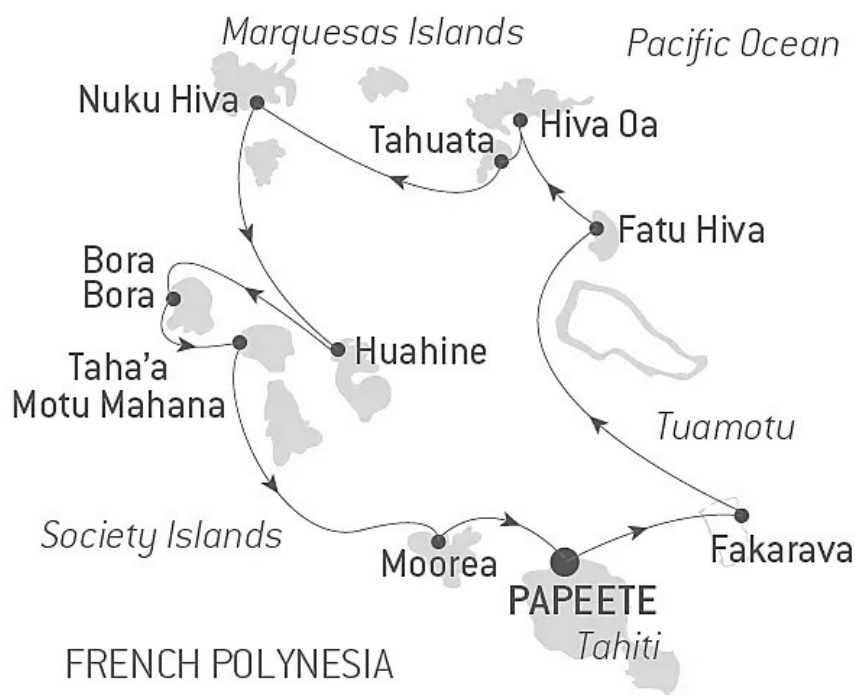 Marquesas Islands
Pacific Ocean
Nuku Hiva
Hiva Oa
Tahuata
Fatu Hiva
Bora
Bora
Huahine
Taha'a
Motu Mahana
Tuamotu
Society Islands
Fakarava
Moorea
PAPEETE
Tahiti
FRENCH POLYNESIA